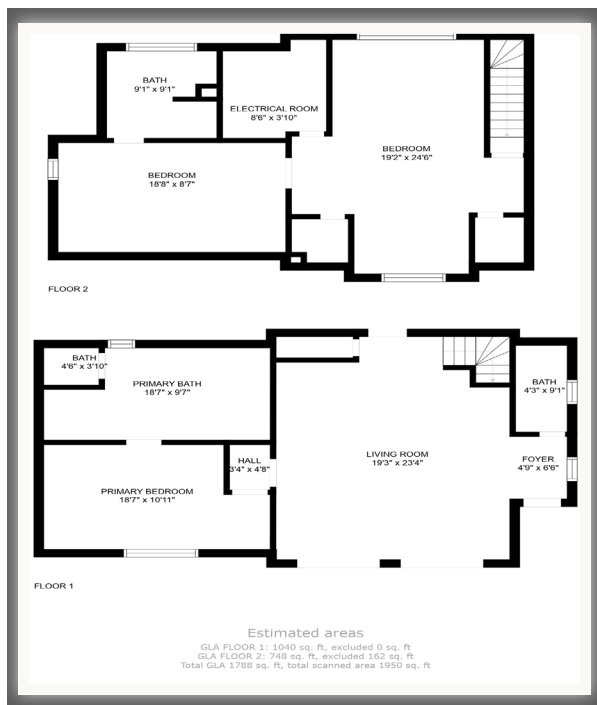 BATH
9'1" x 9'1"
ELECTRICAL ROOM
8'6" x 3'10"
BEDROOM
19'2" x 24'6"
BEDROOM
18'8" x 8'7"
FLOOR 2
BATH
4'6" x 3'10"
PRIMARY BATH
18'7" x 9'7"
BATH
4'3" x 9'1"
LIVING ROOM
19'3" x 23'4"
HALL
3'4" x 4'8"
FOYER
4'9" x 6'6"
PRIMARY BEDROOM
18'7" x 10'11"
FLOOR 1
Estimated areas
GLA FLOOR 1: 1040 sq. ft, excluded 0 sq. ft
GLA FLOOR 2: 748 sq. ft, excluded 162 sq. ft
Total GLA 1788 sq. ft, total scanned area 1950 sq. ft